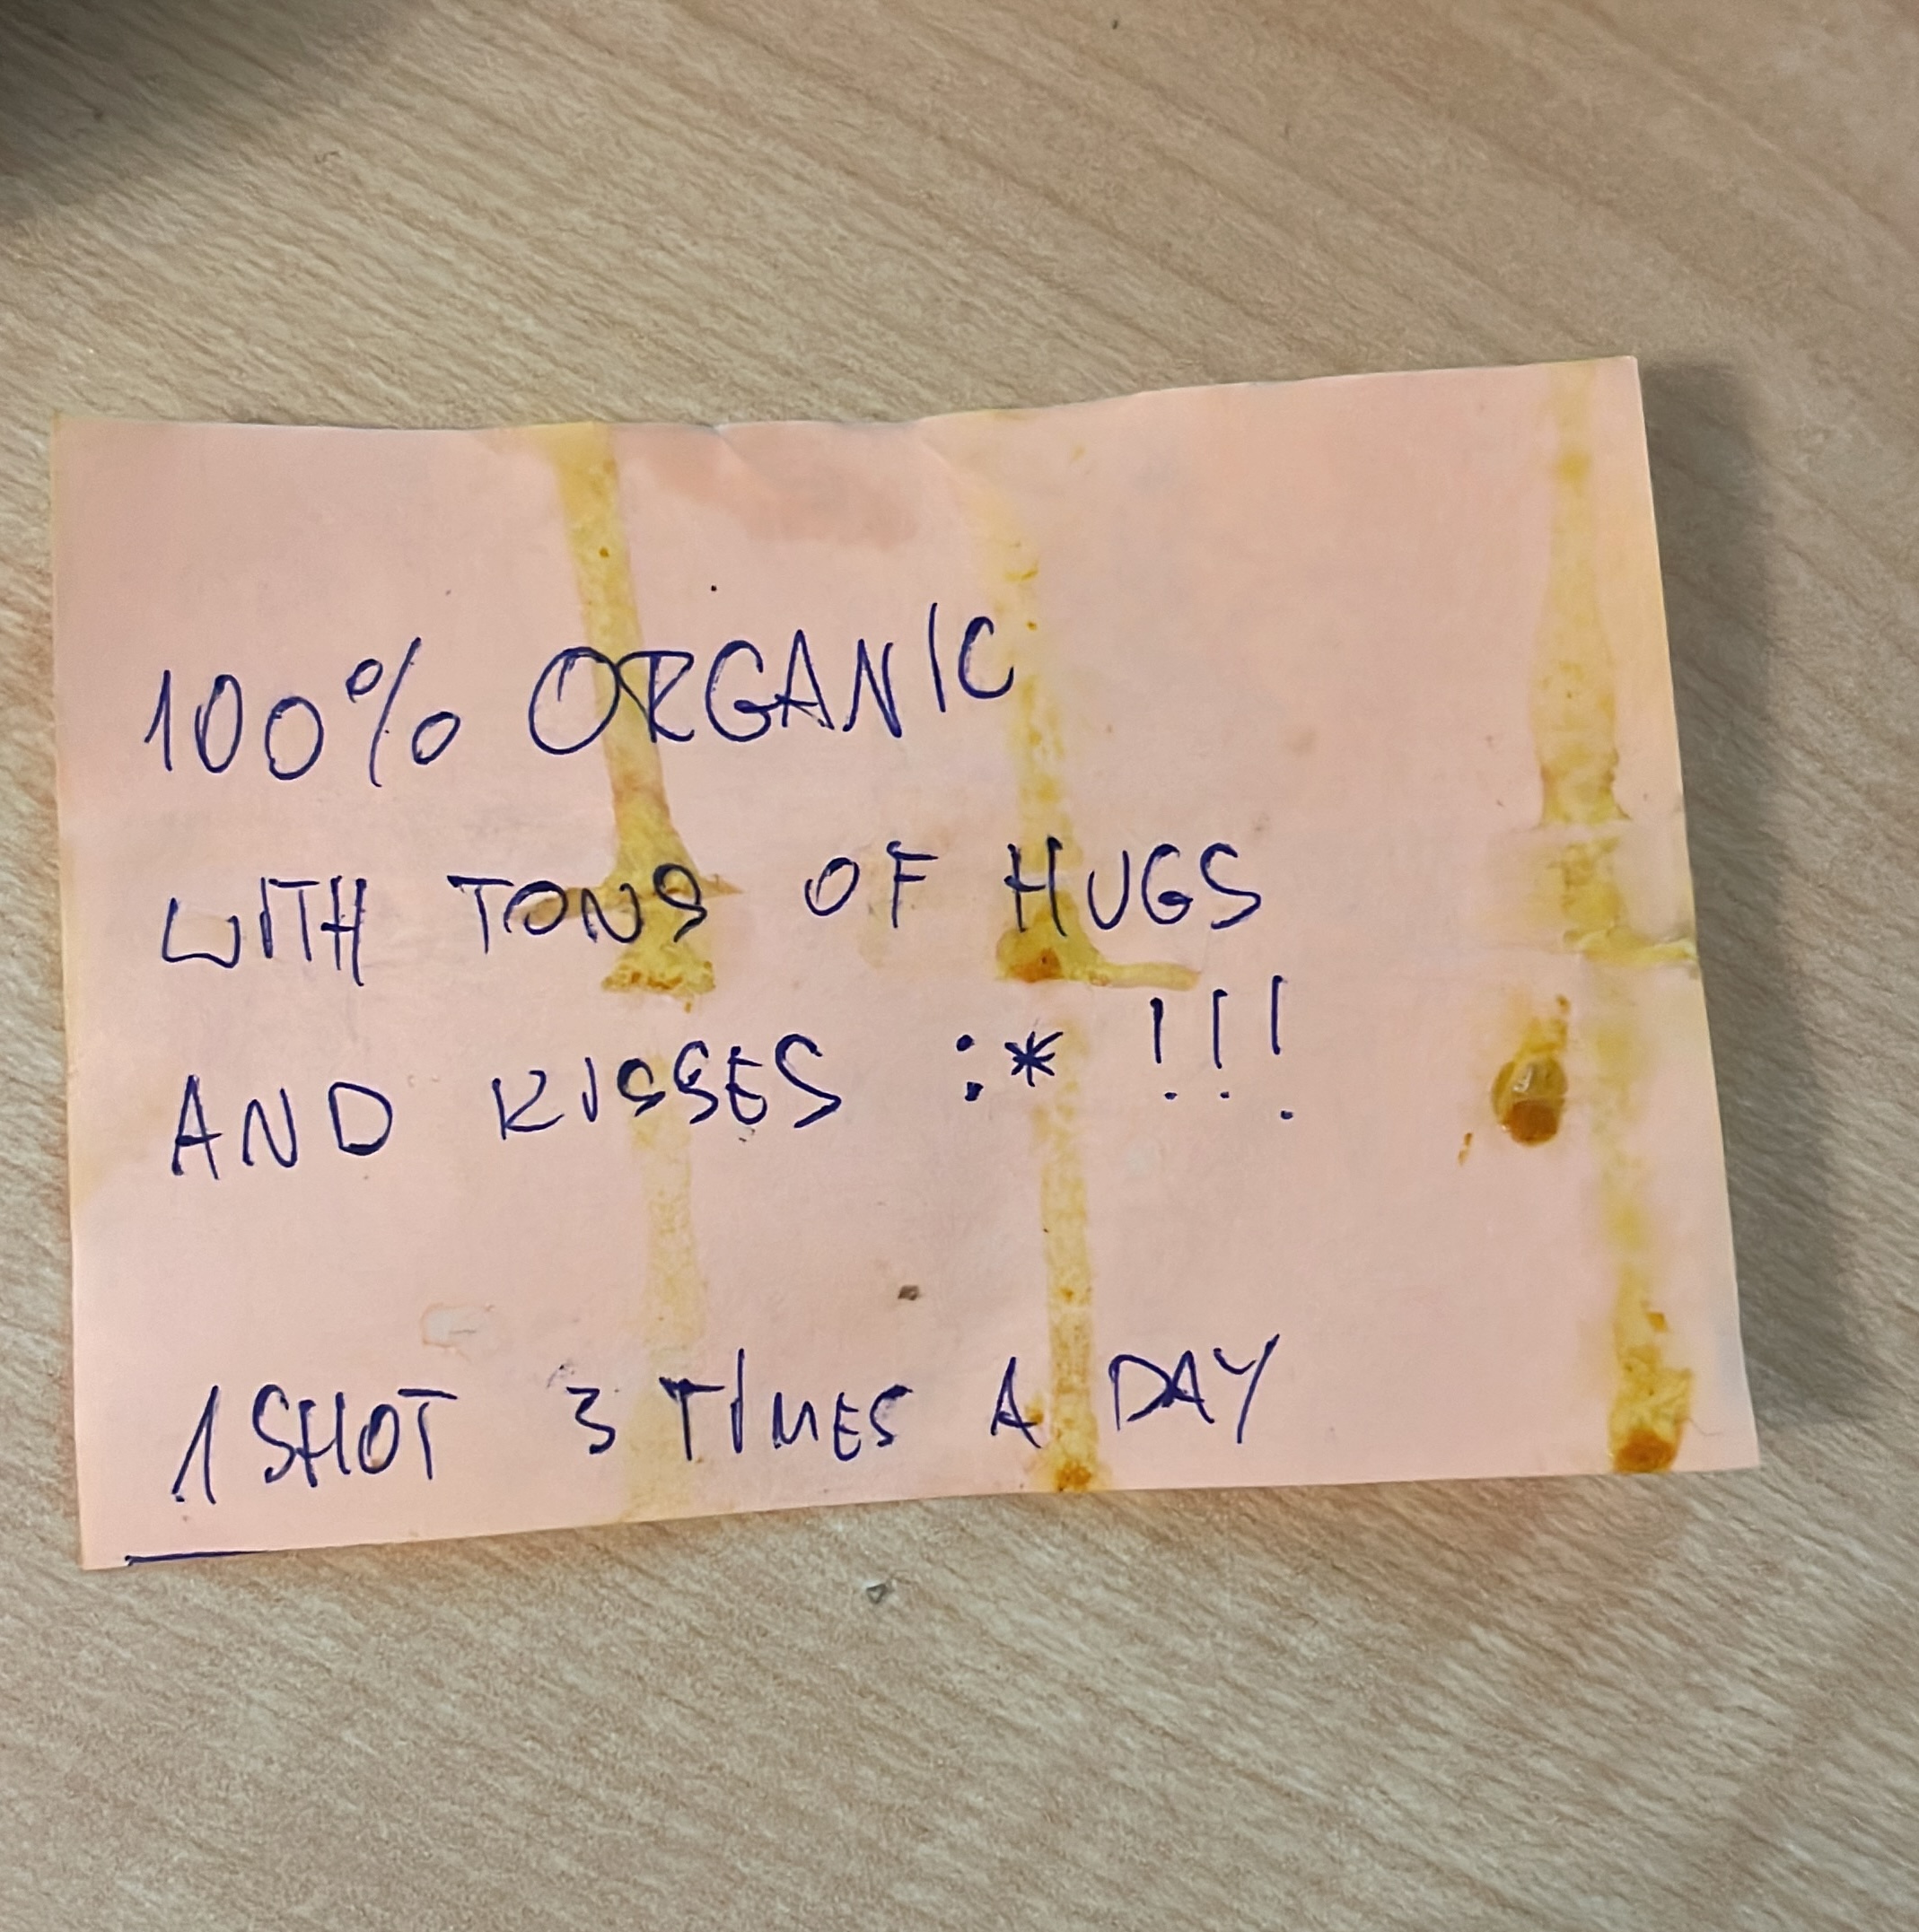 100% ORGANIC
WITH TONS OF HUGS
AND KISSES :* !!!
1 SHOT 3 TIMES A DAY